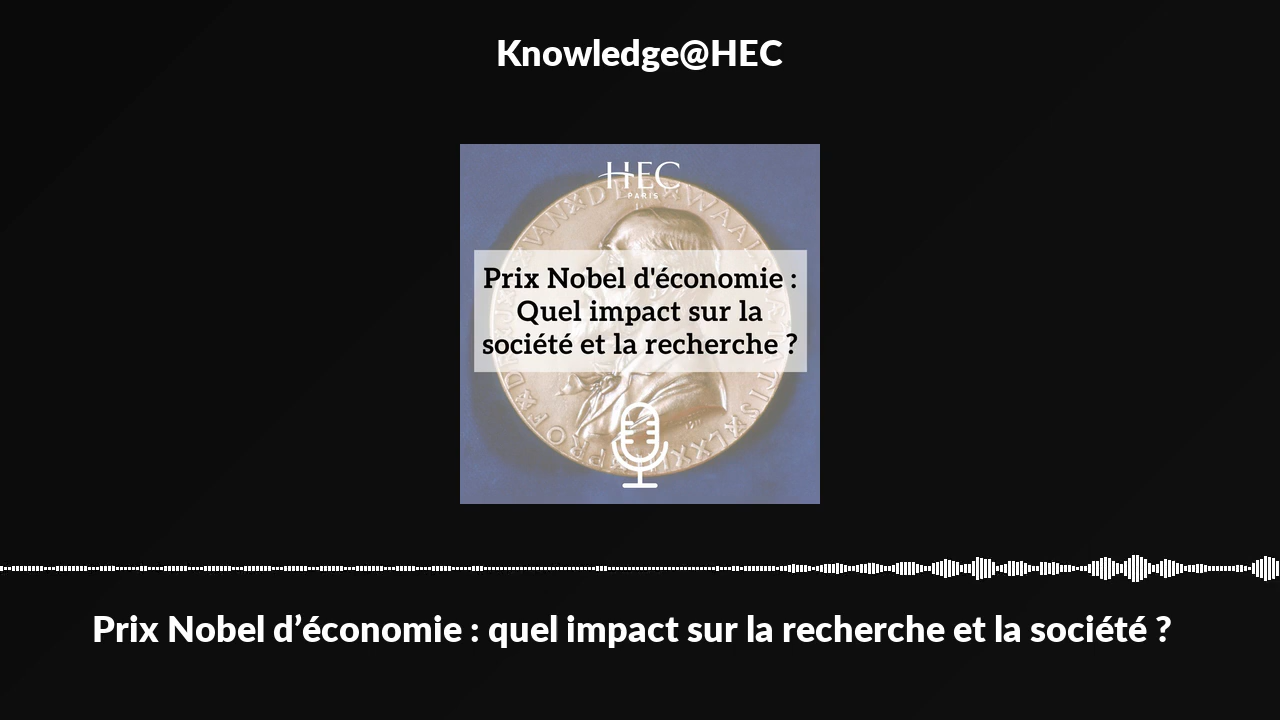 Knowledge@HEC
HEC
PARIS
Prix Nobel d'économie :
Quel impact sur la
société et la recherche ?
Prix Nobel d’économie : quel impact sur la recherche et la société ?